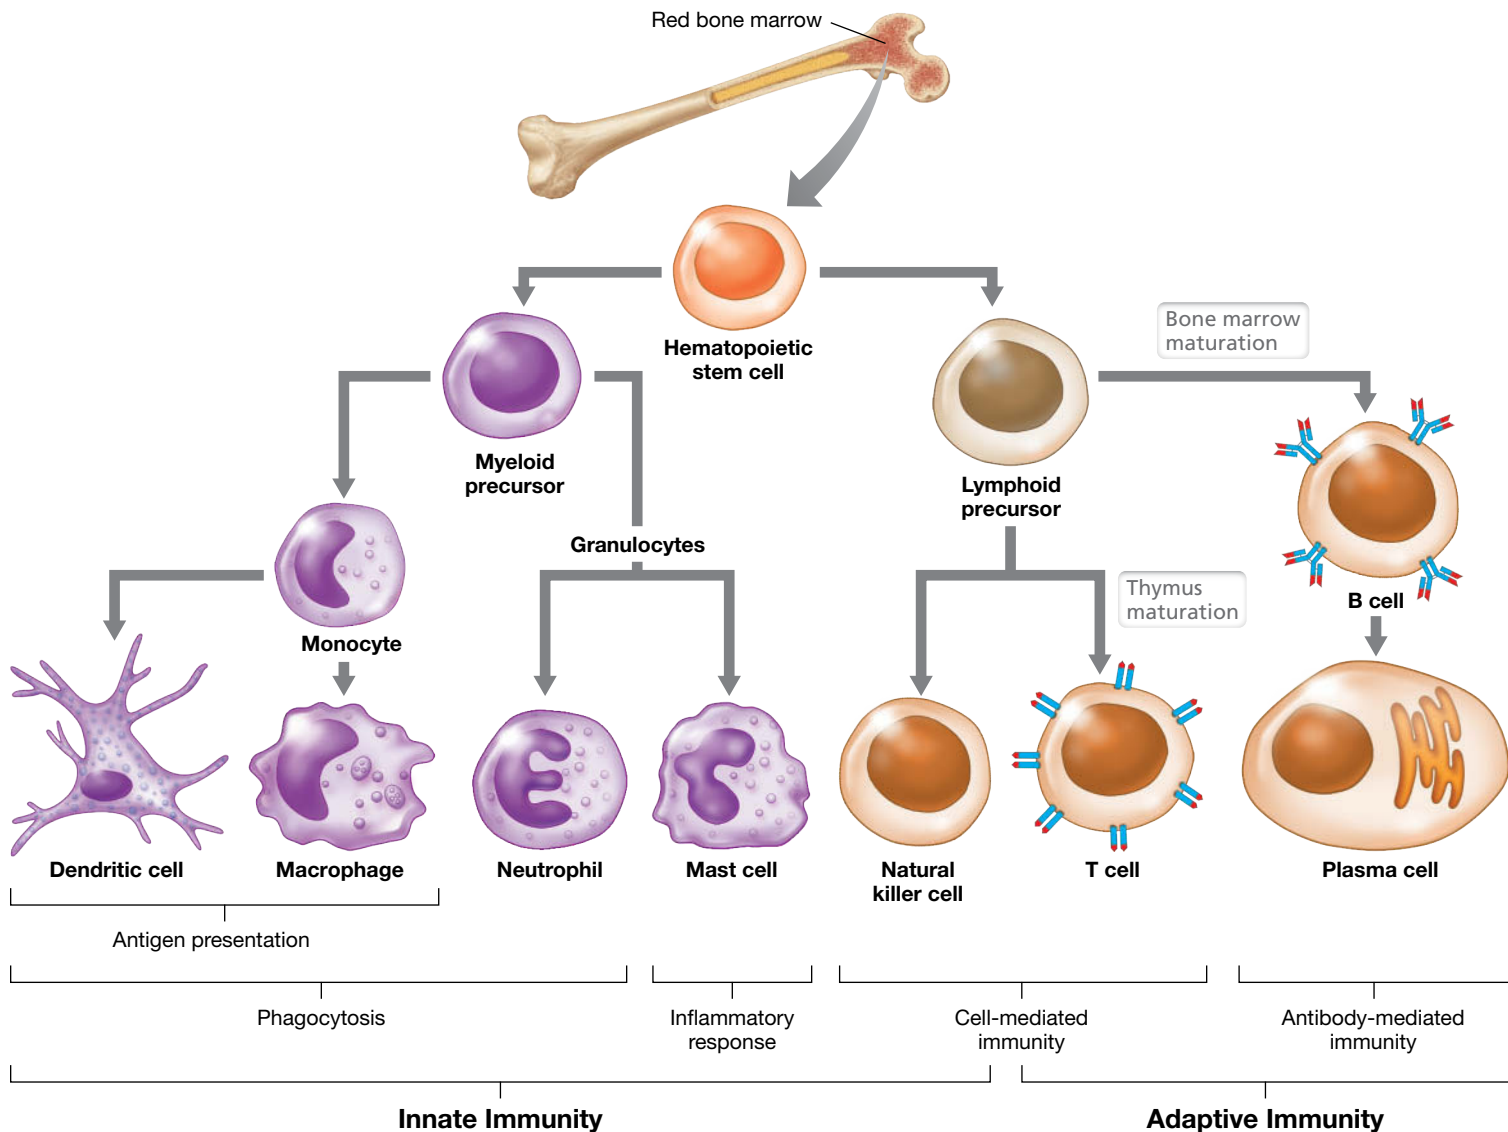 Red bone marrow
Hematopoietic
stem cell
Bone marrow
maturation
Myeloid
precursor
Lymphoid
precursor
Granulocytes
Thymus
maturation
B cell
Monocyte
Dendritic cell
Macrophage
Neutrophil
Mast cell
Natural
killer cell
T cell
Plasma cell
Antigen presentation
Phagocytosis
Inflammatory
response
Cell-mediated
immunity
Antibody-mediated
immunity
Innate Immunity
Adaptive Immunity